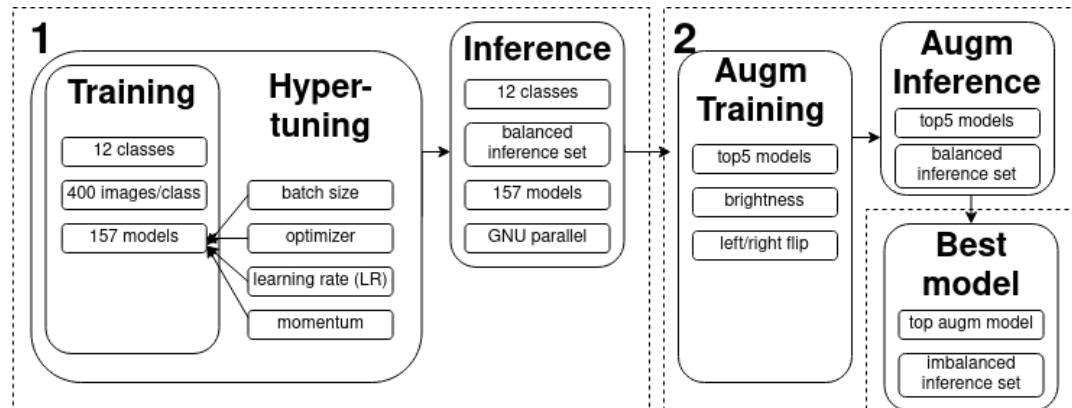 1
Training
12 classes
400 images/class
157 models
Hyper-
tuning
batch size
optimizer
learning rate (LR)
momentum
Inference
12 classes
balanced
inference set
157 models
GNU parallel
2
Augm
Training
top5 models
brightness
left/right flip
Augm
Inference
top5 models
balanced
inference set
Best
model
top augm model
imbalanced
inference set